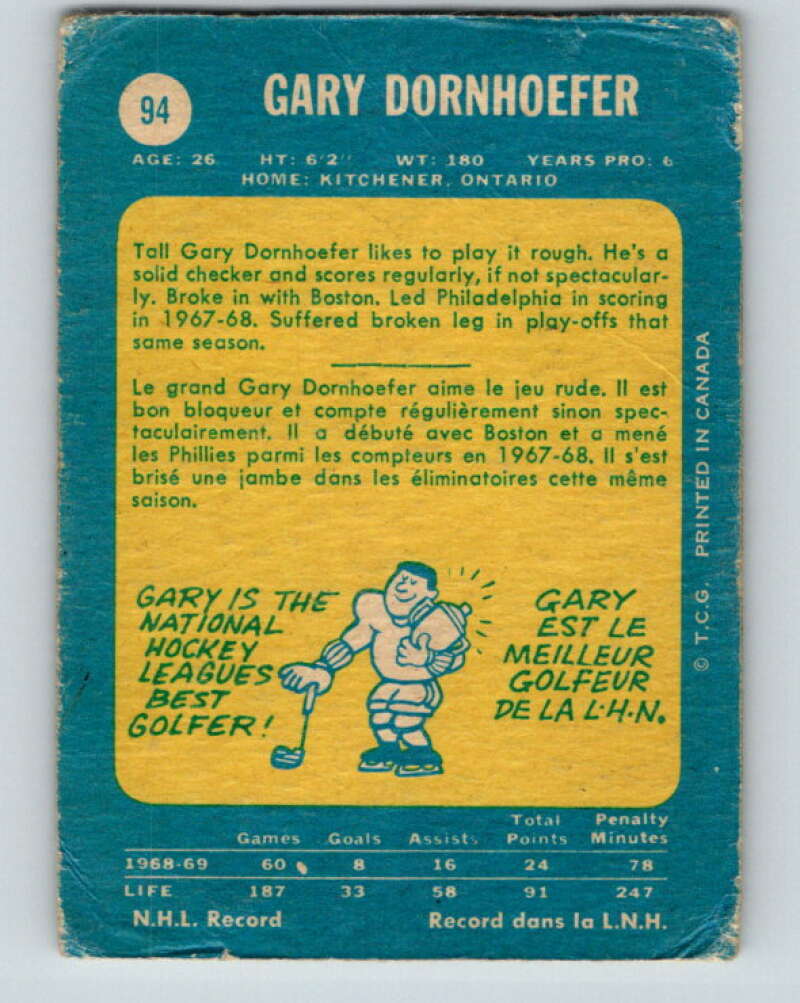 94
GARY DORNHOEFER
AGE: 26 HT: 6'2" WT: 180 YEARS PRO: 6
HOME: KITCHENER, ONTARIO
Tall Gary Dornhoefer likes to play it rough. He's a
solid checker and scores regularly, if not spectacular-
ly. Broke in with Boston. Led Philadelphia in scoring
in 1967-68. Suffered broken leg in play-offs that
same season.
Le grand Gary Dornhoefer aime le jeu rude. Il est
bon bloqueur et compte régulièrement sinon spec-
taculairement. Il a débuté avec Boston et a mené
les Phillies parmi les compteurs en 1967-68. Il s'est
brisé une jambe dans les éliminatoires cette même
saison.
GARY IS THE
NATIONAL
HOCKEY
LEAGUES
BEST
GOLFER!
GARY
EST LE
MEILLEUR
GOLFEUR
DE LA L.H.N.
© T.C.G. PRINTED IN CANADA
Games Goals Assists Total Points Penalty Minutes
1968-69 60 8 16 24 78
LIFE 187 33 58 91 247
N.H.L. Record Record dans la L.N.H.